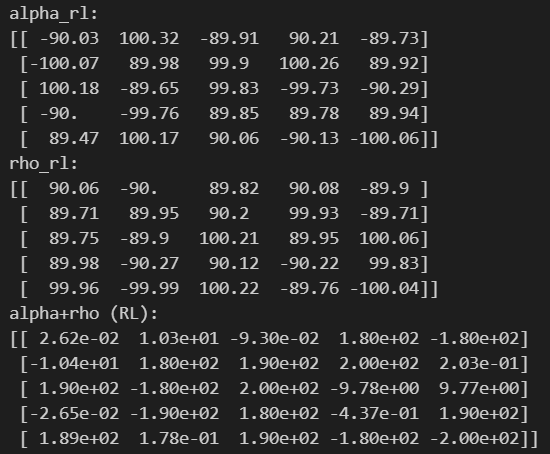 alpha_rl:
[[ -90.03  100.32  -89.91   90.21  -89.73]
 [-100.07   89.98   99.9   100.26   89.92]
 [ 100.18  -89.65   99.83  -99.73  -90.29]
 [ -90.    -99.76   89.85   89.78   89.94]
 [  89.47  100.17   90.06  -90.13 -100.06]]
rho_rl:
[[  90.06  -90.     89.82   90.08  -89.9 ]
 [  89.71   89.95   90.2    99.93  -89.71]
 [  89.75  -89.9   100.21   89.95  100.06]
 [  89.98  -90.27   90.12  -90.22   99.83]
 [  99.96  -99.99  100.22  -89.76 -100.04]]
alpha+rho (RL):
[[ 2.62e-02  1.03e+01 -9.30e-02  1.80e+02 -1.80e+02]
 [-1.04e+01  1.80e+02  1.90e+02  2.00e+02  2.03e-01]
 [ 1.90e+02 -1.80e+02  2.00e+02 -9.78e+00  9.77e+00]
 [-2.65e-02 -1.90e+02  1.80e+02 -4.37e-01  1.90e+02]
 [ 1.89e+02  1.78e-01  1.90e+02 -1.80e+02 -2.00e+02]]